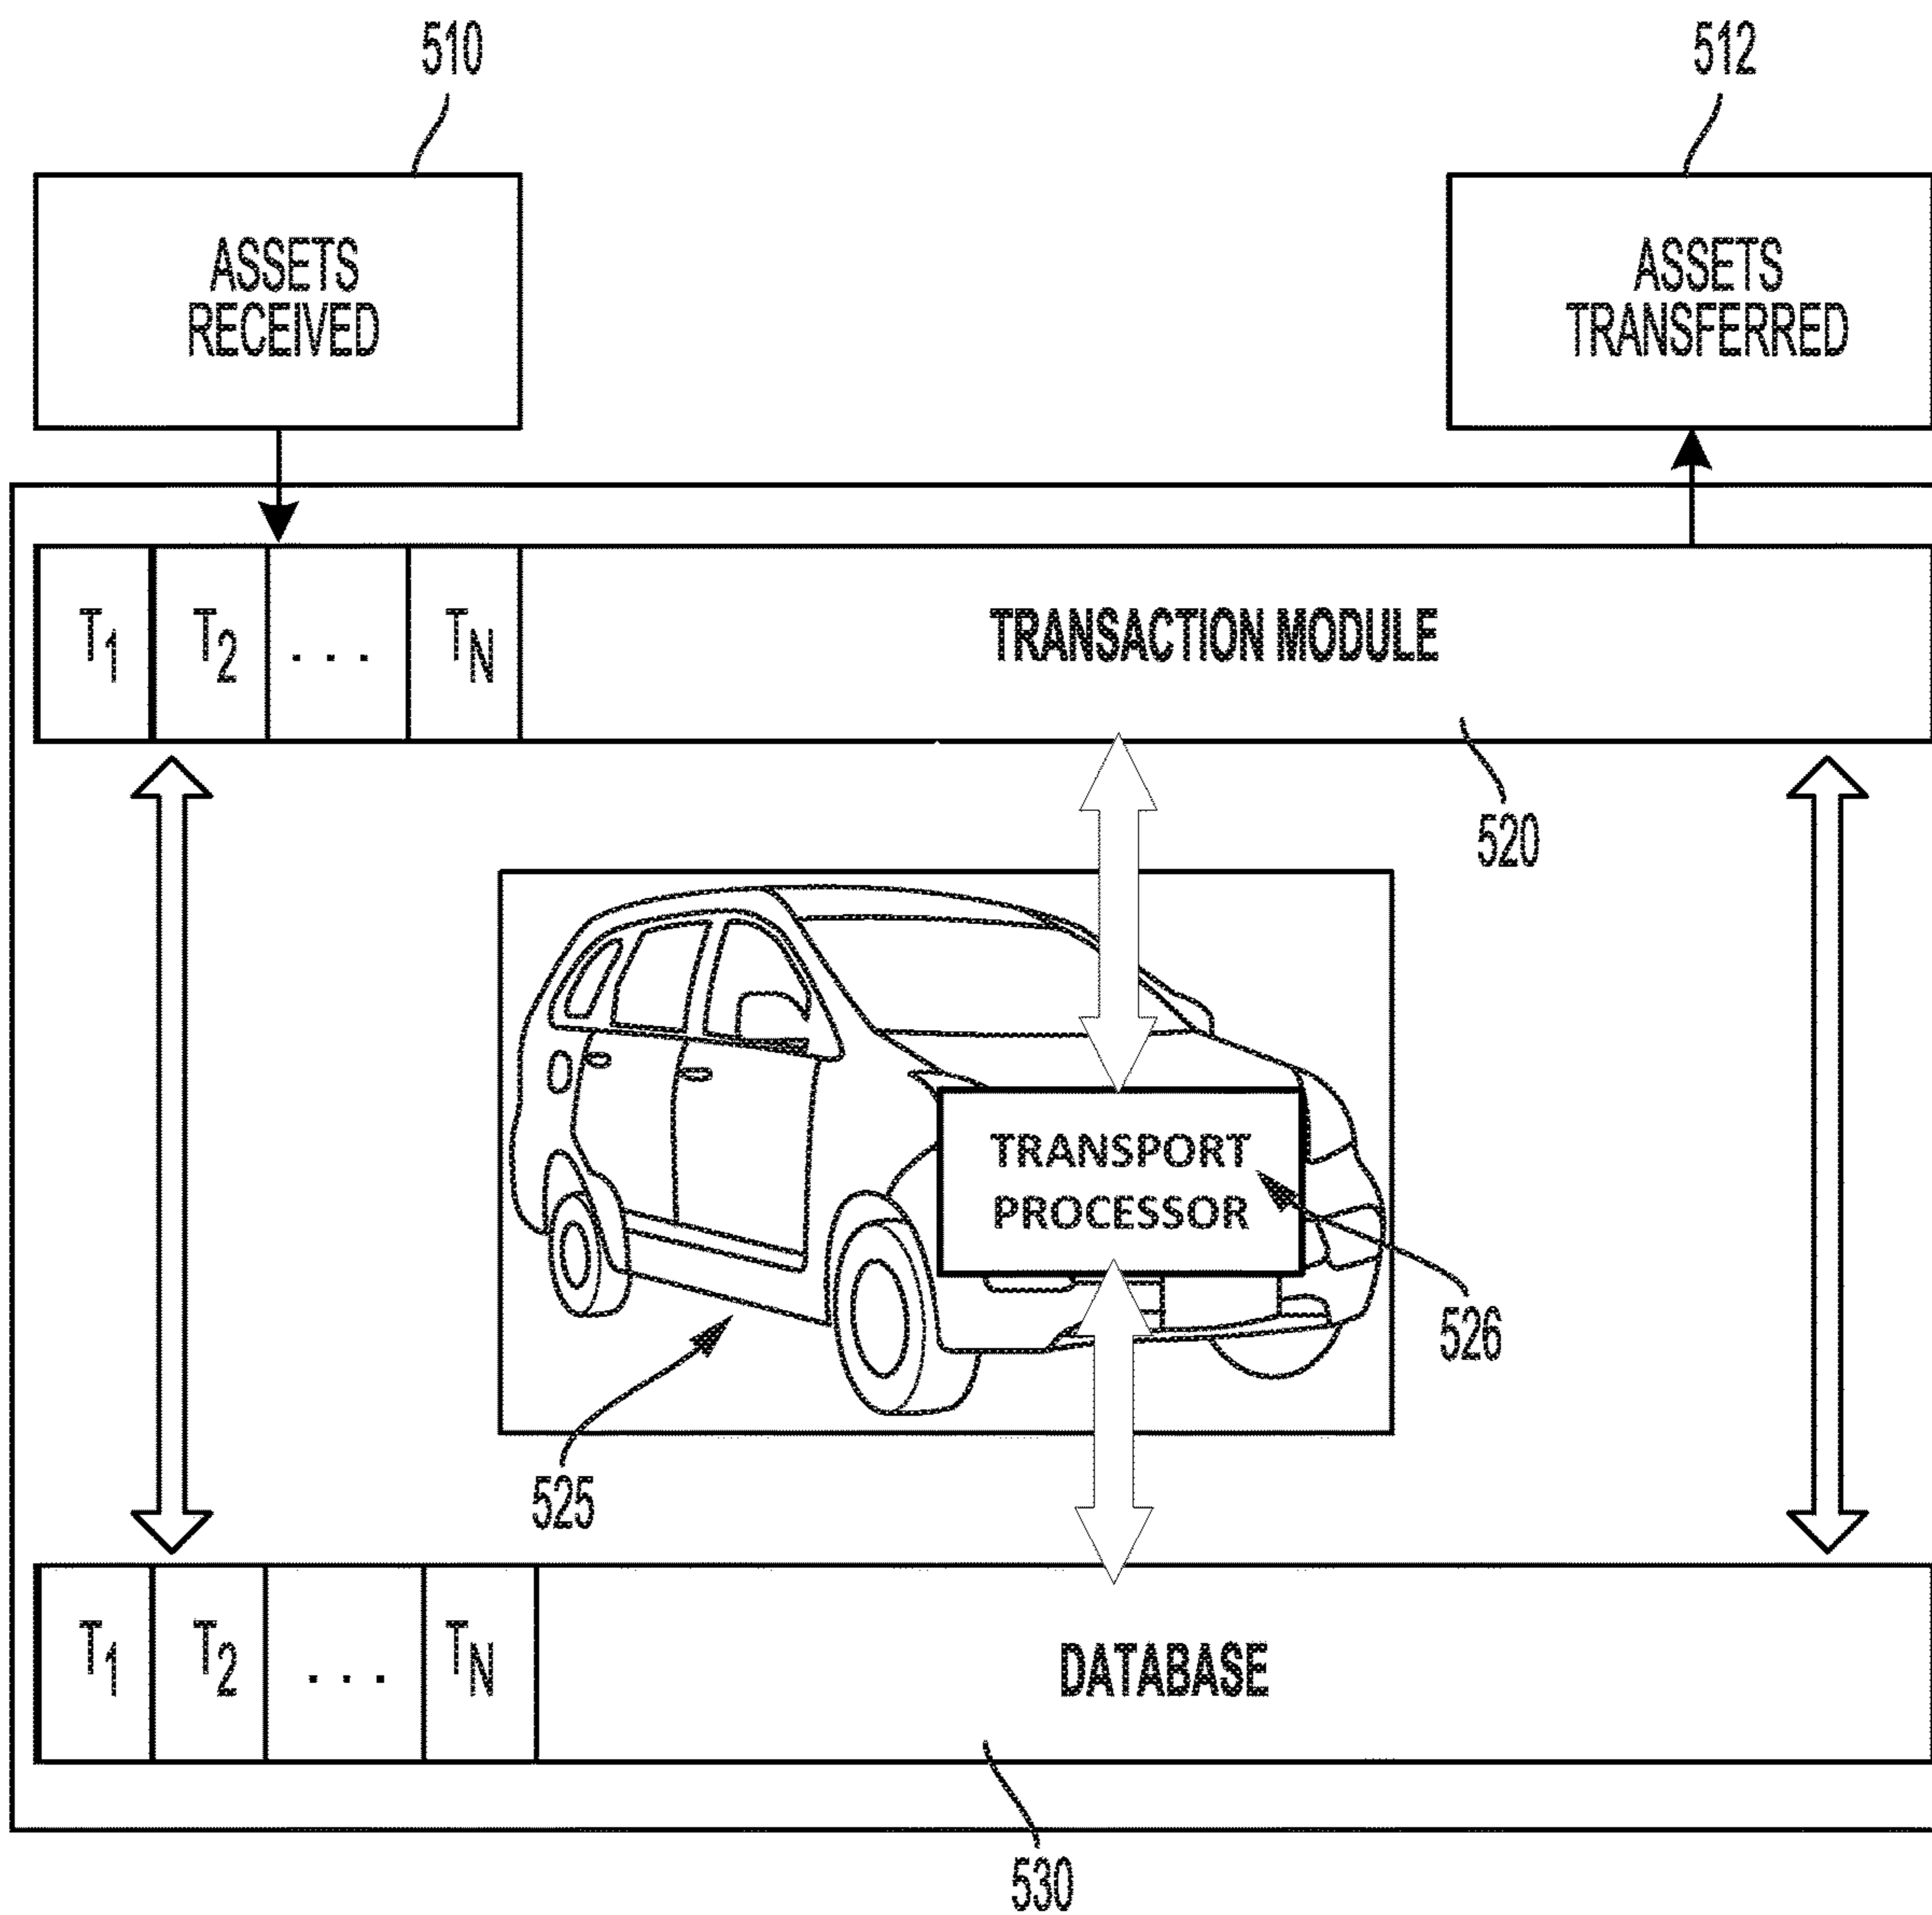 510
512
ASSETS
RECEIVED
ASSETS
TRANSFERRED
T1 T2 ... TN TRANSACTION MODULE
520
TRANSPORT
PROCESSOR
526
525
T1 T2 ... TN DATABASE
530